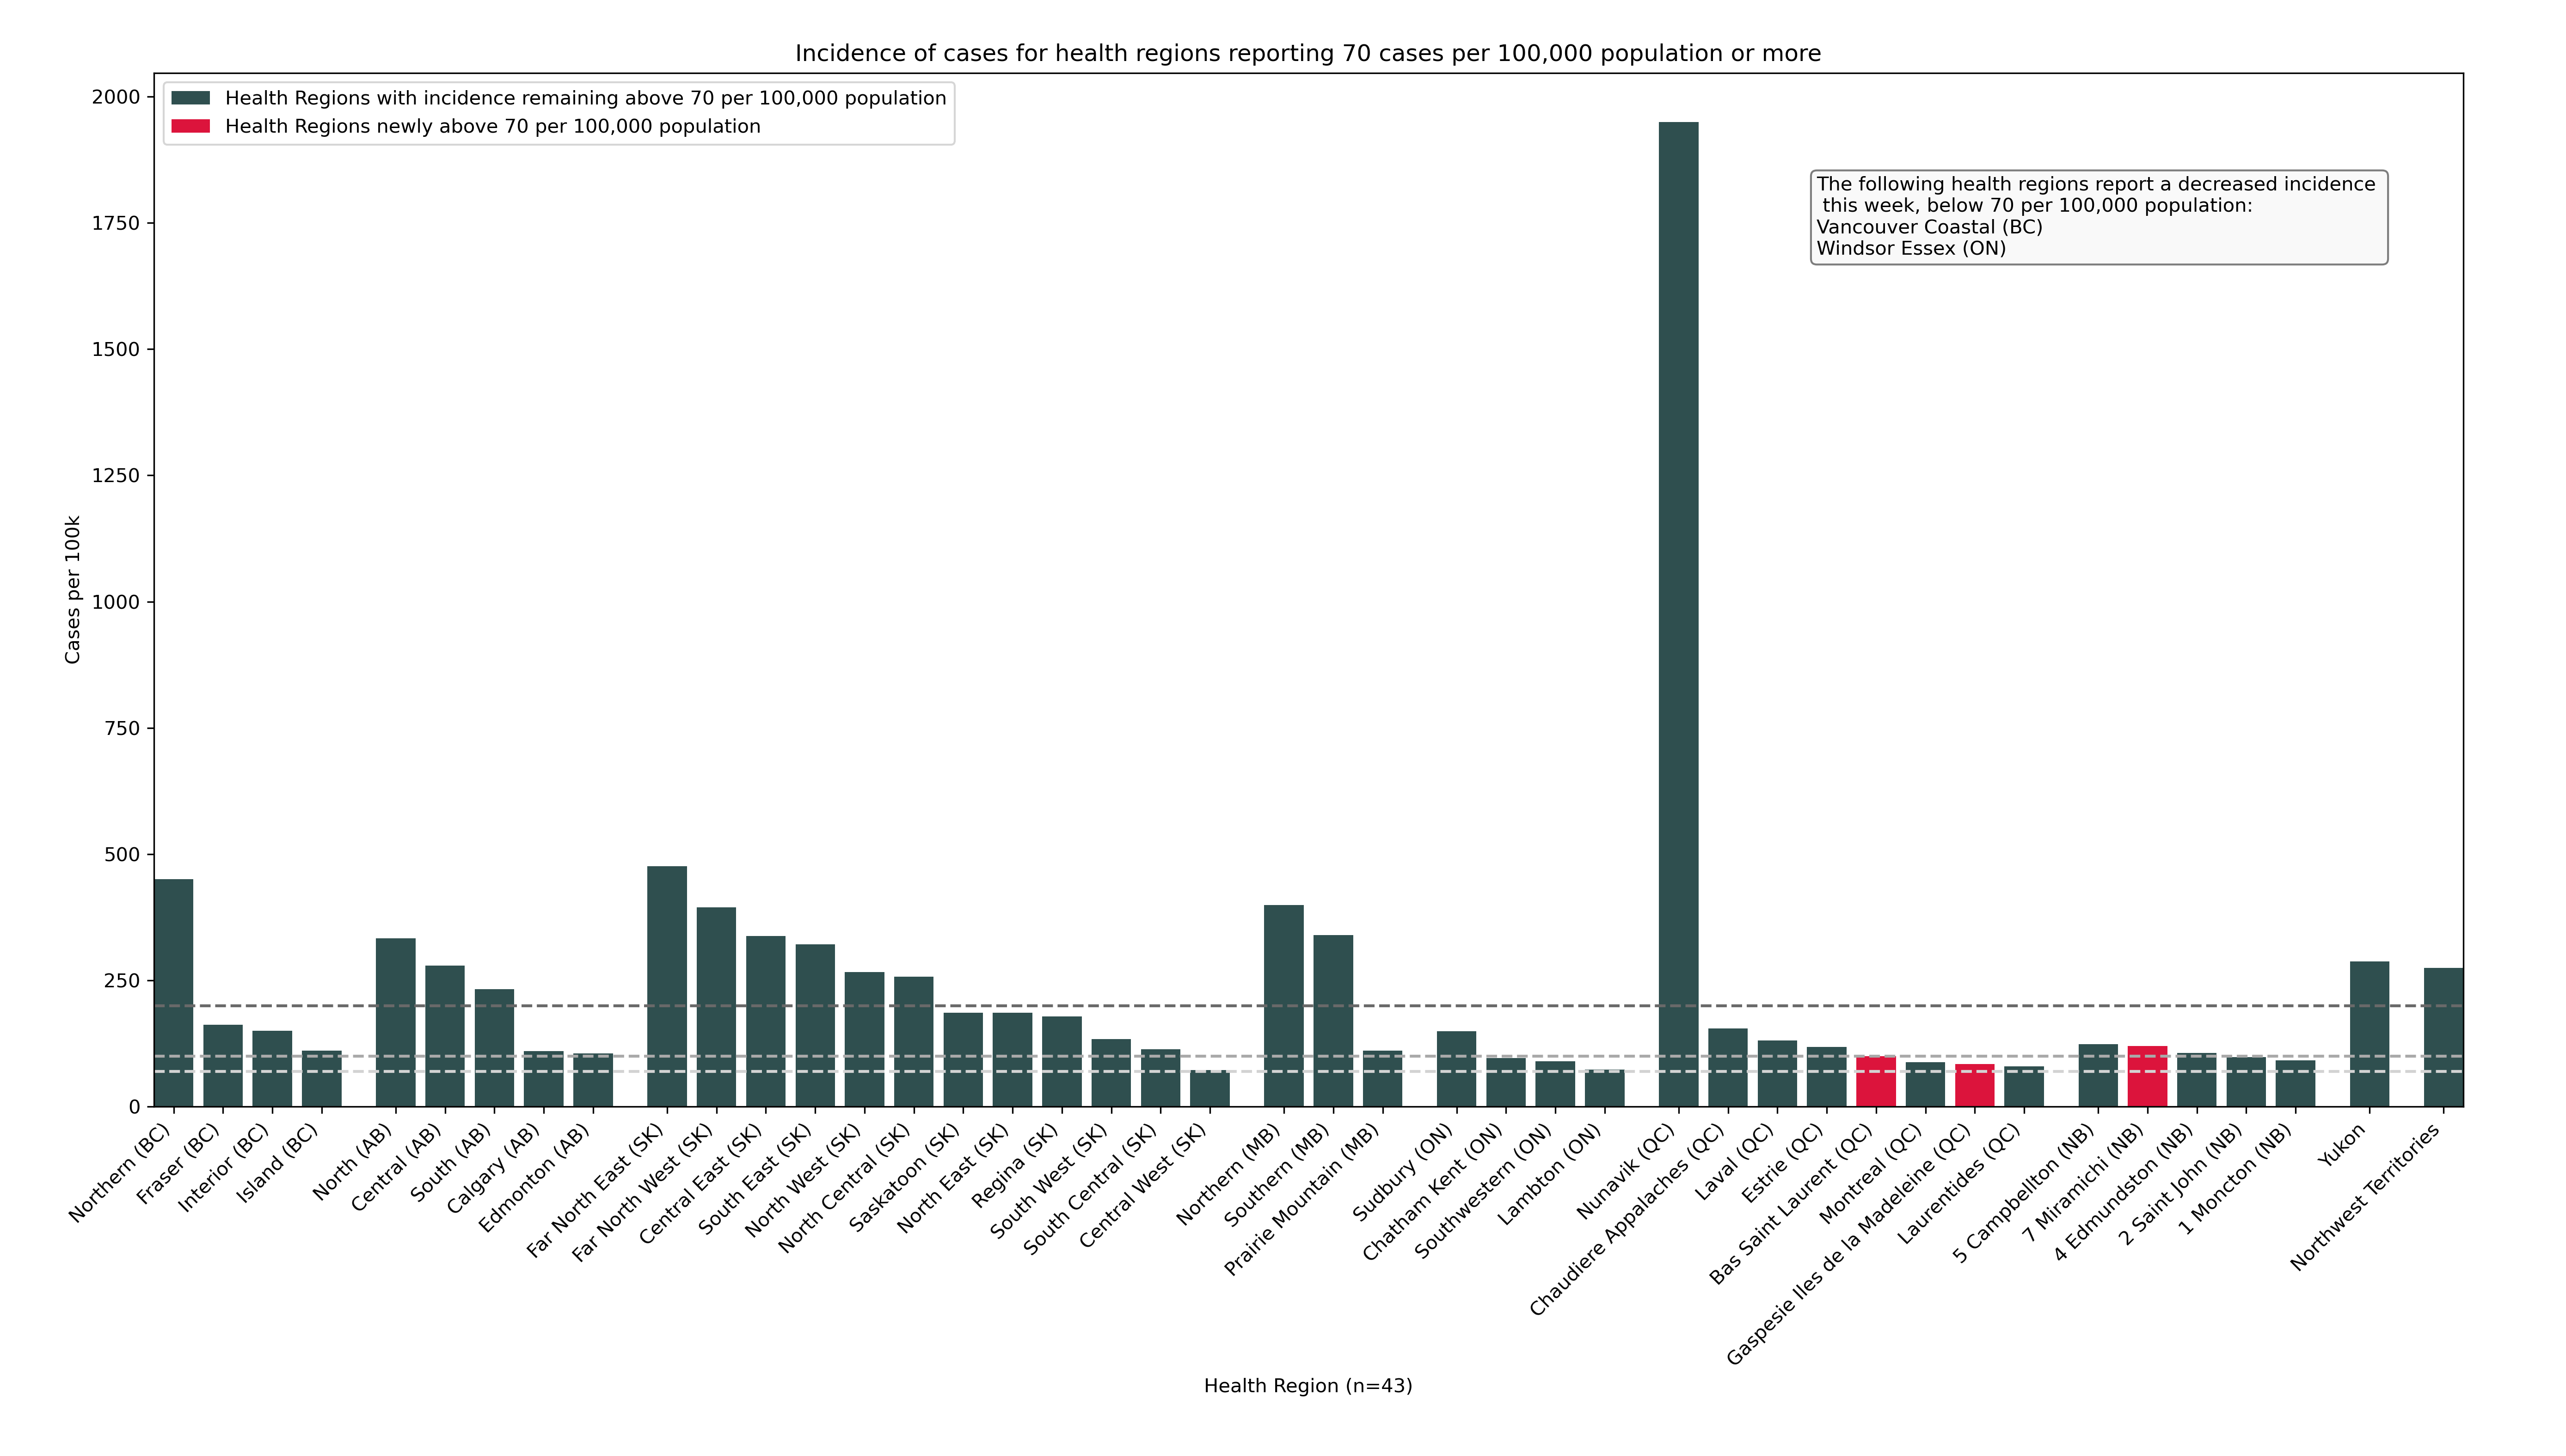 Incidence of cases for health regions reporting 70 cases per 100,000 population or more
Health Regions with incidence remaining above 70 per 100,000 population
Health Regions newly above 70 per 100,000 population
The following health regions report a decreased incidence
this week, below 70 per 100,000 population:
Vancouver Coastal (BC)
Windsor Essex (ON)
Cases per 100k
2000
1750
1500
1250
1000
750
500
250
0
Northern (BC)
Fraser (BC)
Interior (BC)
Island (BC)
North (AB)
Central (AB)
South (AB)
Calgary (AB)
Edmonton (AB)
Far North East (SK)
Far North West (SK)
Central East (SK)
South East (SK)
North West (SK)
North Central (SK)
Saskatoon (SK)
North East (SK)
Regina (SK)
South West (SK)
South Central (SK)
Central West (SK)
Northern (MB)
Southern (MB)
Prairie Mountain (MB)
Sudbury (ON)
Chatham Kent (ON)
Southwestern (ON)
Lambton (ON)
Nunavik (QC)
Chaudiere Appalaches (QC)
Laval (QC)
Estrie (QC)
Bas Saint Laurent (QC)
Montreal (QC)
Gaspesie Iles de la Madeleine (QC)
Laurentides (QC)
5 Campbellton (NB)
7 Miramichi (NB)
4 Edmundston (NB)
2 Saint John (NB)
1 Moncton (NB)
Yukon
Northwest Territories
Health Region (n=43)